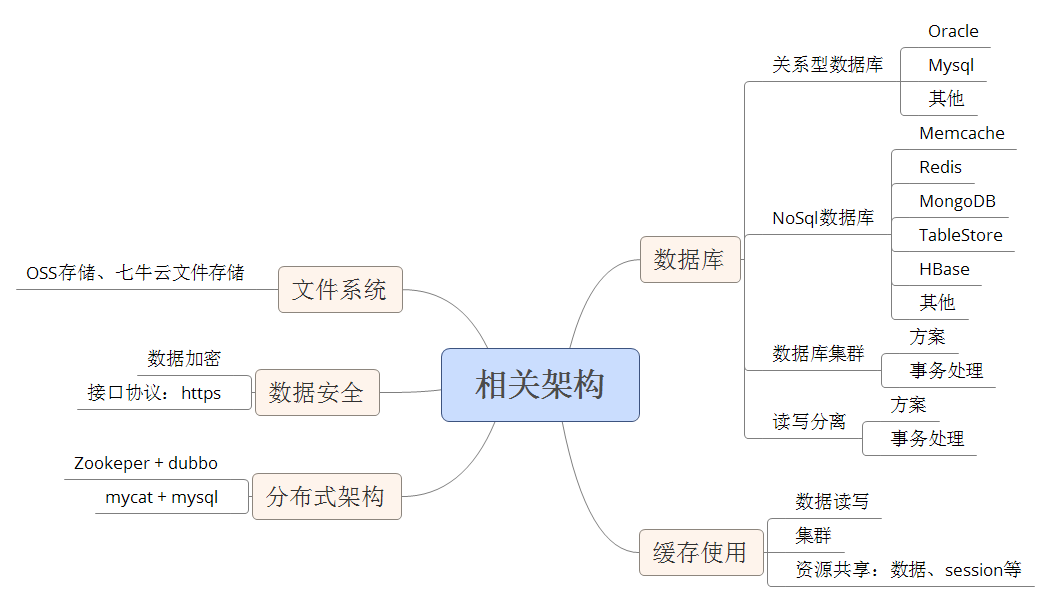 相关架构
数据库
关系型数据库
Oracle
Mysql
其他
NoSql数据库
Memcache
Redis
MongoDB
TableStore
HBase
其他
数据库集群
方案
事务处理
读写分离
方案
事务处理
缓存使用
数据读写
集群
资源共享：数据、session等
文件系统
OSS存储、七牛云文件存储
数据安全
数据加密
接口协议：https
分布式架构
Zookeper + dubbo
mycat + mysql